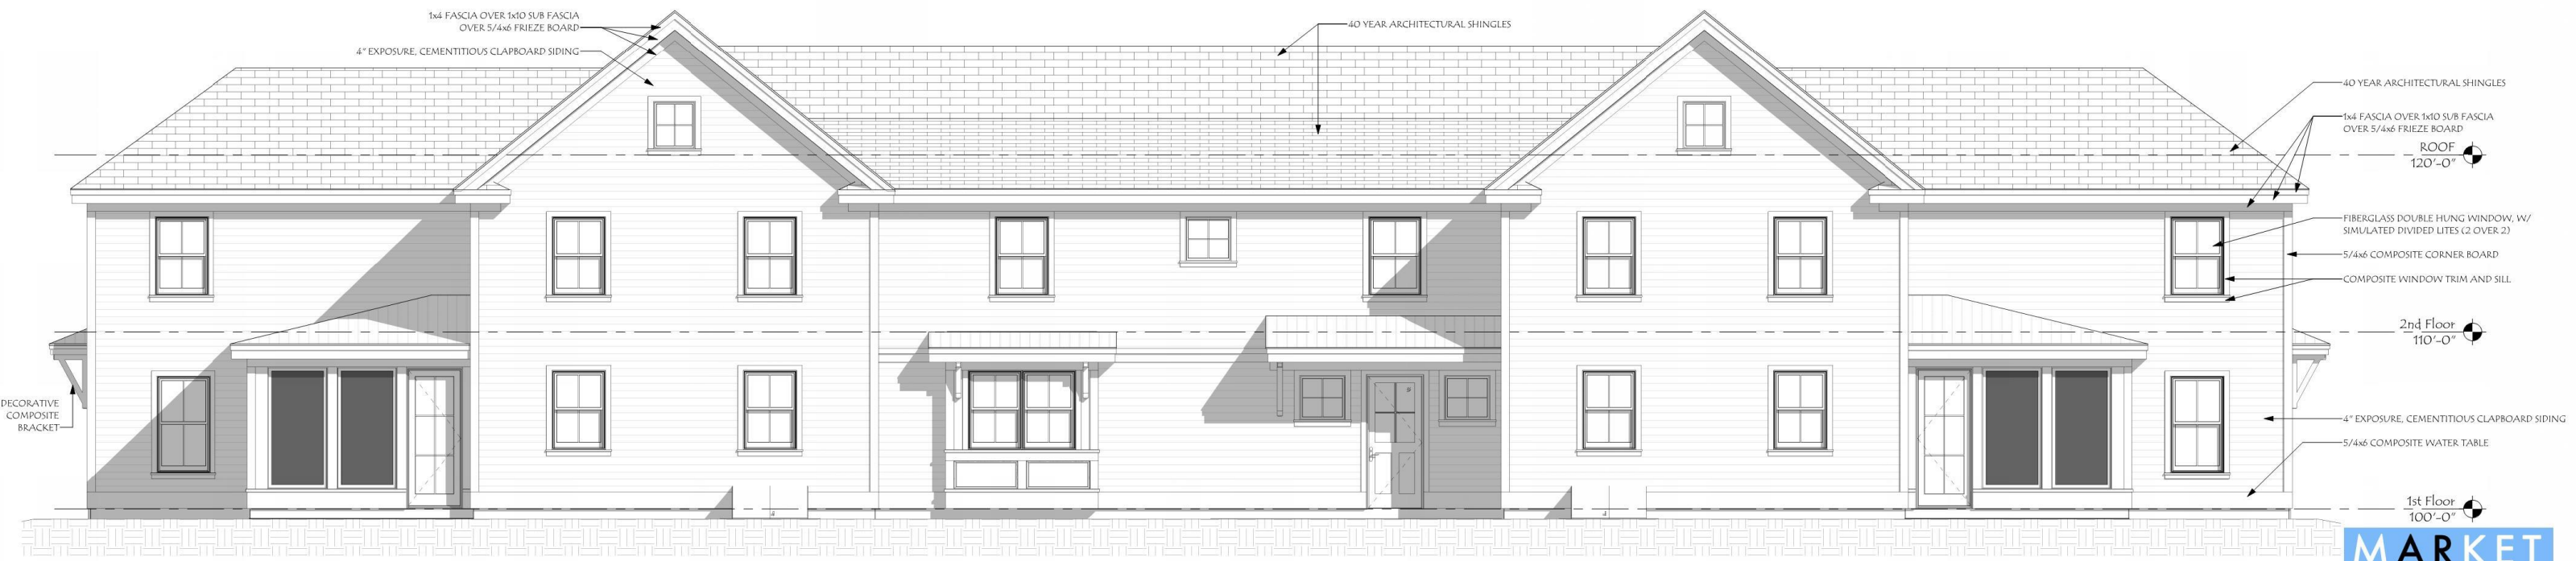 1x4 FASCIA OVER 1x10 SUB FASCIA
OVER 5/4x6 FRIEZE BOARD
4" EXPOSURE, CEMENTITIOUS CLAPBOARD SIDING
40 YEAR ARCHITECTURAL SHINGLES
40 YEAR ARCHITECTURAL SHINGLES
1x4 FASCIA OVER 1x10 SUB FASCIA
OVER 5/4x6 FRIEZE BOARD
ROOF
120'-0"
FIBERGLASS DOUBLE HUNG WINDOW, W/
SIMULATED DIVIDED LITES (2 OVER 2)
5/4x6 COMPOSITE CORNER BOARD
COMPOSITE WINDOW TRIM AND SILL
2nd Floor
110'-0"
DECORATIVE
COMPOSITE
BRACKET
4" EXPOSURE, CEMENTITIOUS CLAPBOARD SIDING
5/4x6 COMPOSITE WATER TABLE
1st Floor
100'-0"
MARKET